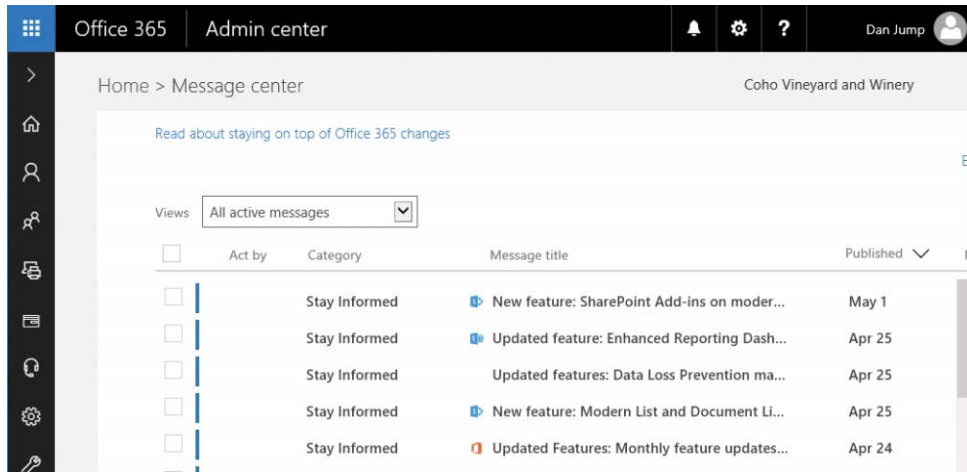 Office 365 Admin center ? Dan Jump
Home > Message center Coho Vineyard and Winery
Read about staying on top of Office 365 changes
Views All active messages
Act by Category Message title Published
Stay Informed New feature: SharePoint Add-ins on moder... May 1
Stay Informed Updated feature: Enhanced Reporting Dash... Apr 25
Stay Informed Updated features: Data Loss Prevention ma... Apr 25
Stay Informed New feature: Modern List and Document Li... Apr 25
Stay Informed Updated Features: Monthly feature updates... Apr 24